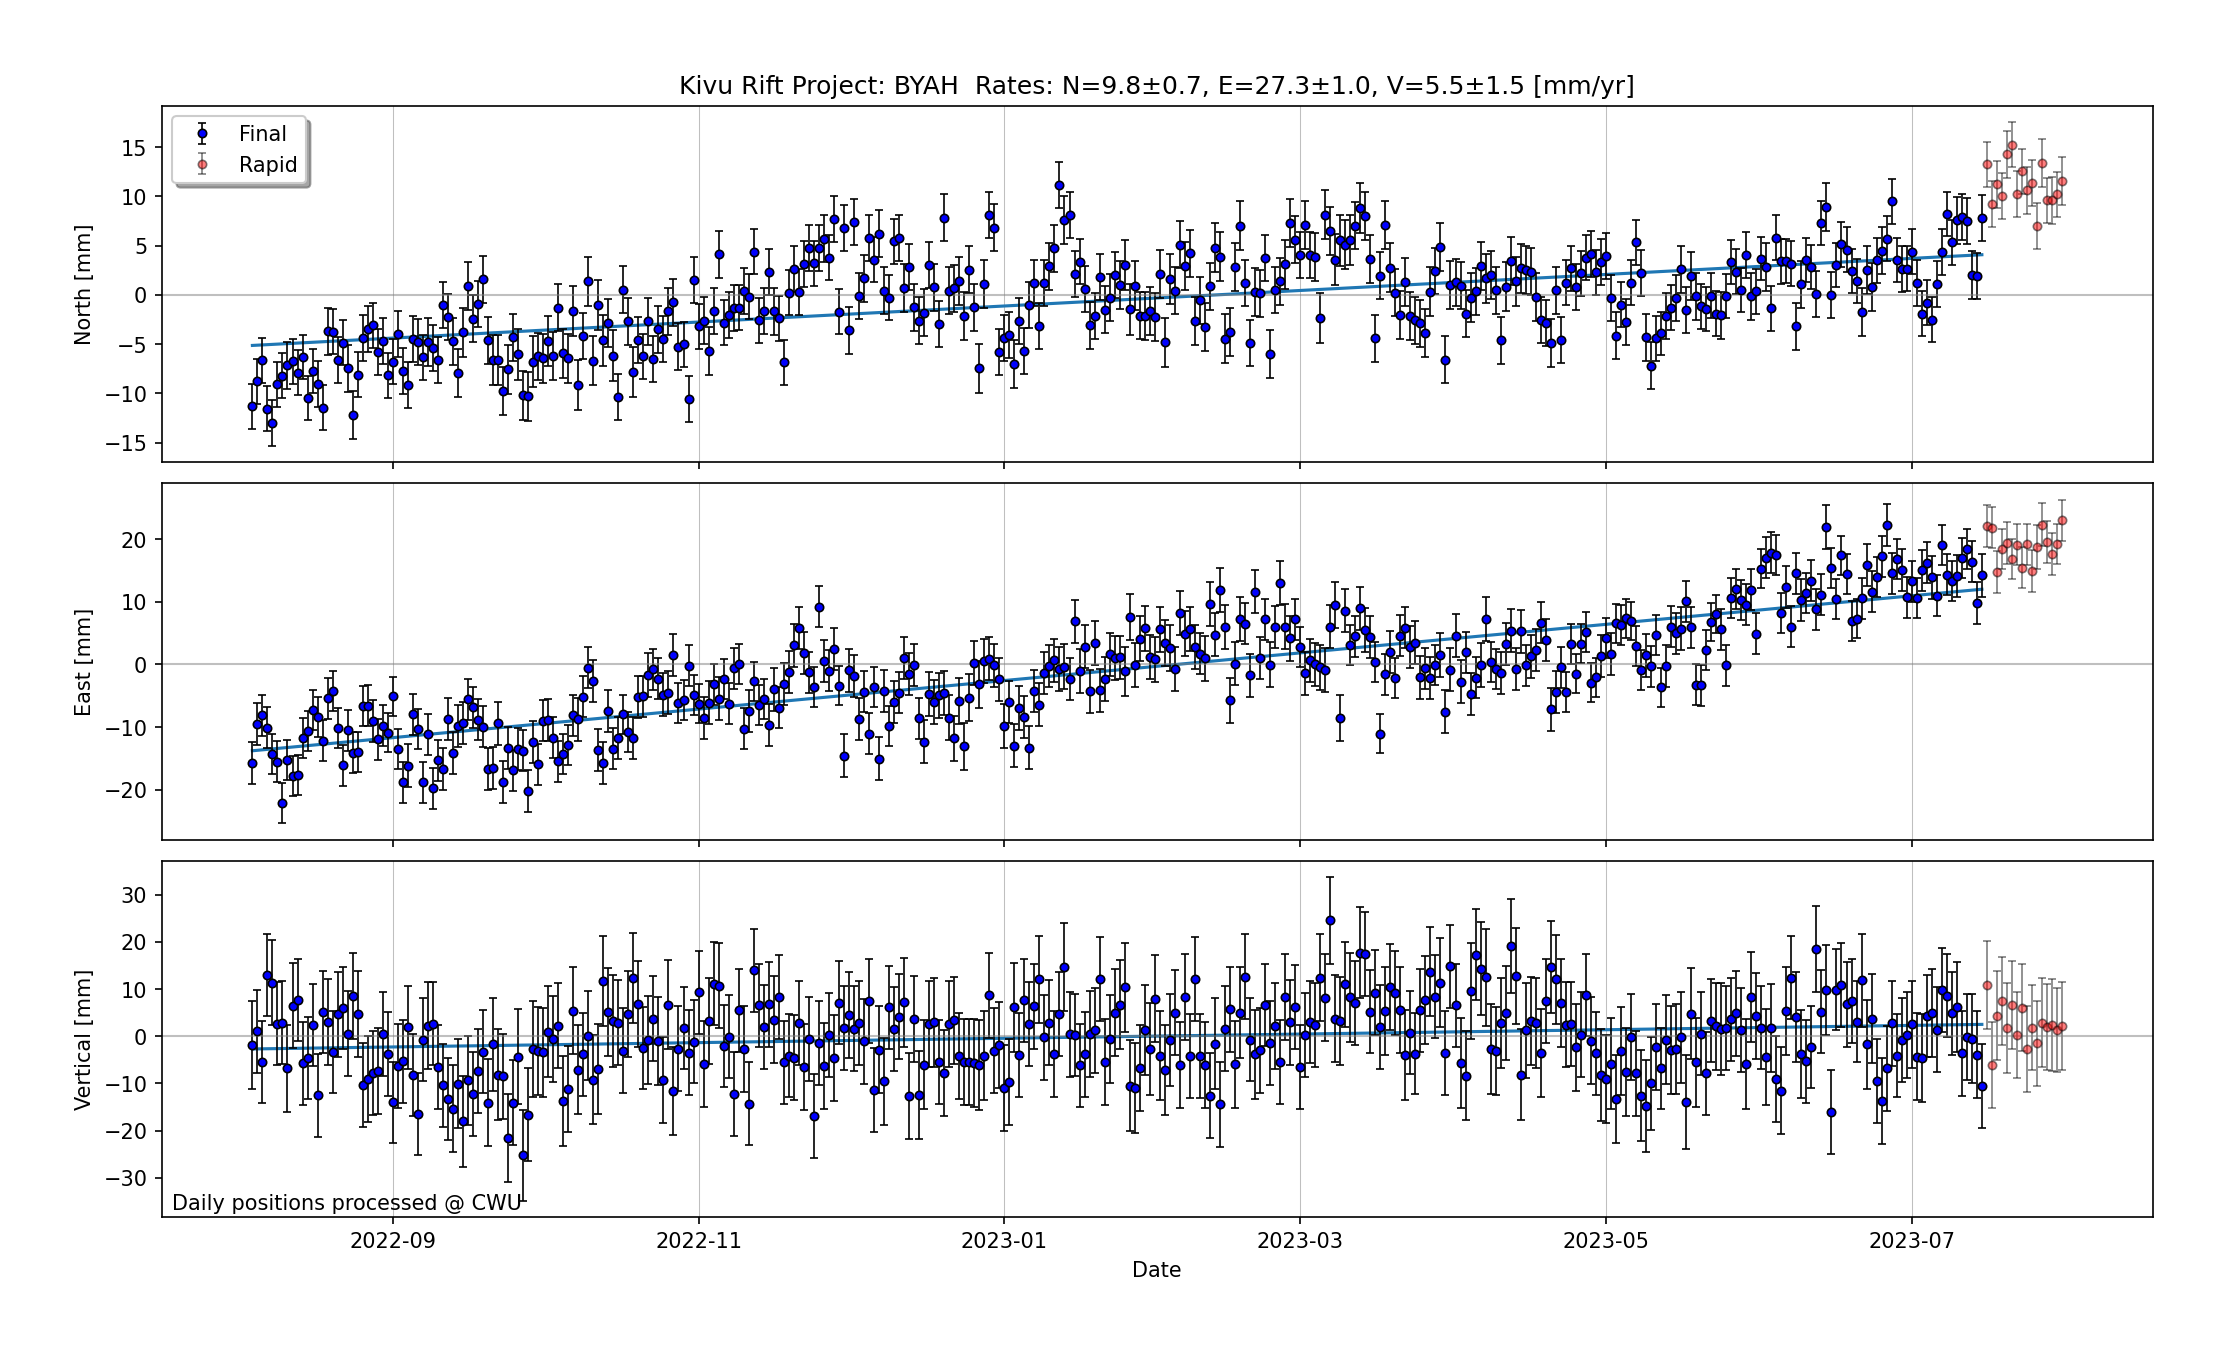 Kivu Rift Project: BYAH  Rates: N=9.8±0.7, E=27.3±1.0, V=5.5±1.5 [mm/yr]
Final
Rapid
North [mm]
15
10
5
0
−5
−10
−15
East [mm]
20
10
0
−10
−20
Vertical [mm]
30
20
10
0
−10
−20
−30
Daily positions processed @ CWU
2022-09 2022-11 2023-01 2023-03 2023-05 2023-07
Date